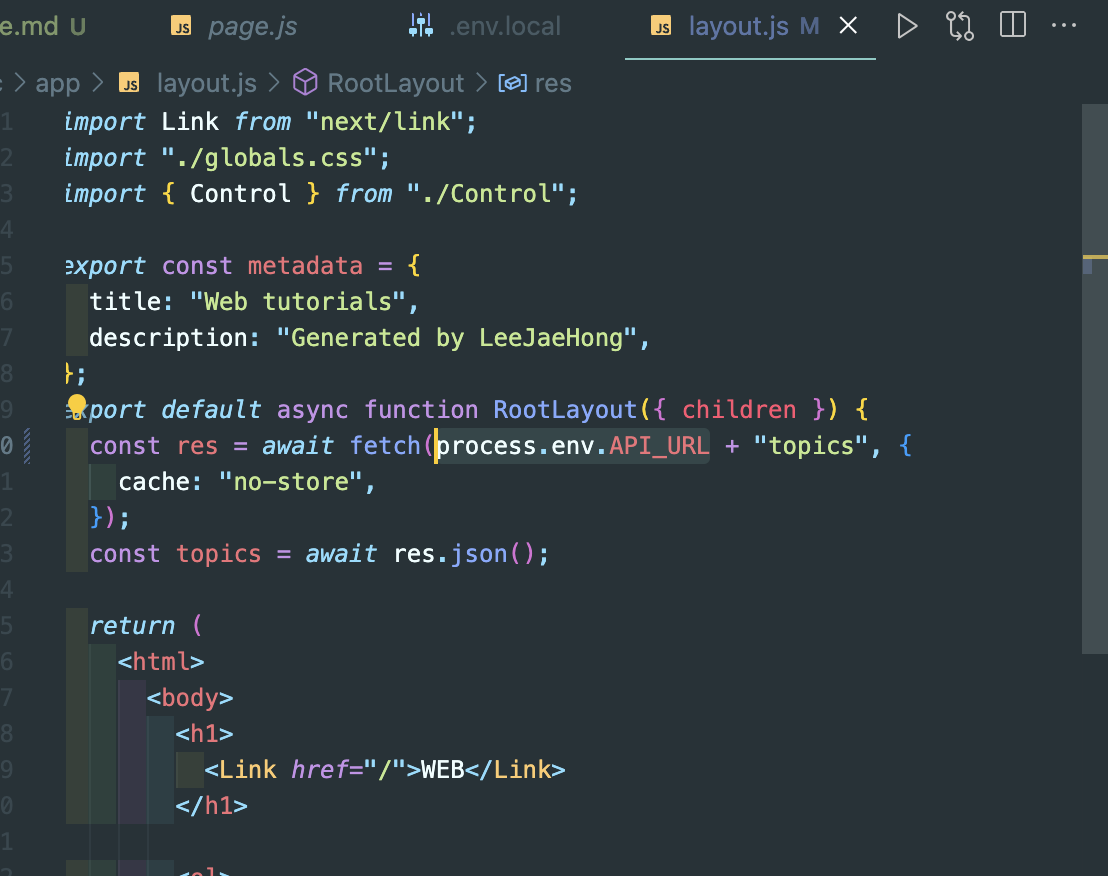 e.md U JS page.js .env.local JS layout.js M
app > JS layout.js > RootLayout > res
1 import Link from "next/link";
2 import "./globals.css";
3 import { Control } from "./Control";
4
5 export const metadata = {
6 title: "Web tutorials",
7 description: "Generated by LeeJaeHong",
8 };
9 export default async function RootLayout({ children }) {
0 const res = await fetch(process.env.API_URL + "topics", {
1 cache: "no-store",
2 });
3 const topics = await res.json();
4
5 return (
6 <html>
7 <body>
8 <h1>
9 <Link href="/">WEB</Link>
0 </h1>
1
2 <ol>